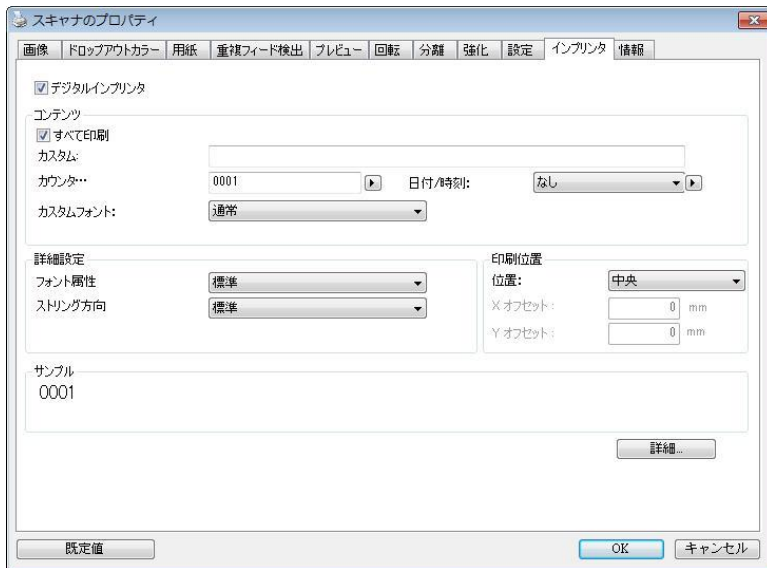 スキャナのプロパティ
画像 ドロップアウトカラー 用紙 重複フィード検出 プレビュー 回転 分離 強化 設定 インプリンタ 情報
デジタルインプリンタ
コンテンツ
すべて印刷
カスタム:
カウンタ… 0001 日付/時刻: なし
カスタムフォント: 通常
詳細設定
フォント属性 標準
ストリング方向 標準
印刷位置
位置: 中央
X オフセット: 0 mm
Y オフセット: 0 mm
サンプル
0001
詳細...
既定値 OK キャンセル